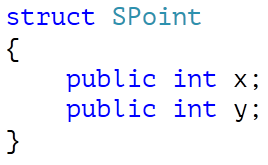 struct SPoint
{
    public int x;
    public int y;
}